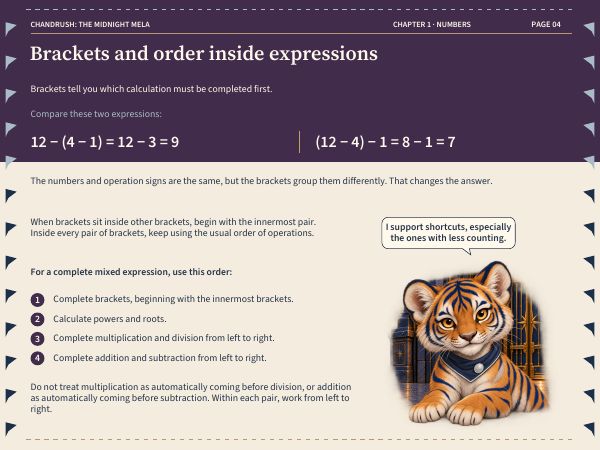 CHANDRUSH: THE MIDNIGHT MELA
CHAPTER 1 · NUMBERS
PAGE 04
Brackets and order inside expressions
Brackets tell you which calculation must be completed first.
Compare these two expressions:
12 − (4 − 1) = 12 − 3 = 9
(12 − 4) − 1 = 8 − 1 = 7
The numbers and operation signs are the same, but the brackets group them differently. That changes the answer.
When brackets sit inside other brackets, begin with the innermost pair.
Inside every pair of brackets, keep using the usual order of operations.
I support shortcuts, especially
the ones with less counting.
For a complete mixed expression, use this order:
1 Complete brackets, beginning with the innermost brackets.
2 Calculate powers and roots.
3 Complete multiplication and division from left to right.
4 Complete addition and subtraction from left to right.
Do not treat multiplication as automatically coming before division, or addition
as automatically coming before subtraction. Within each pair, work from left to
right.